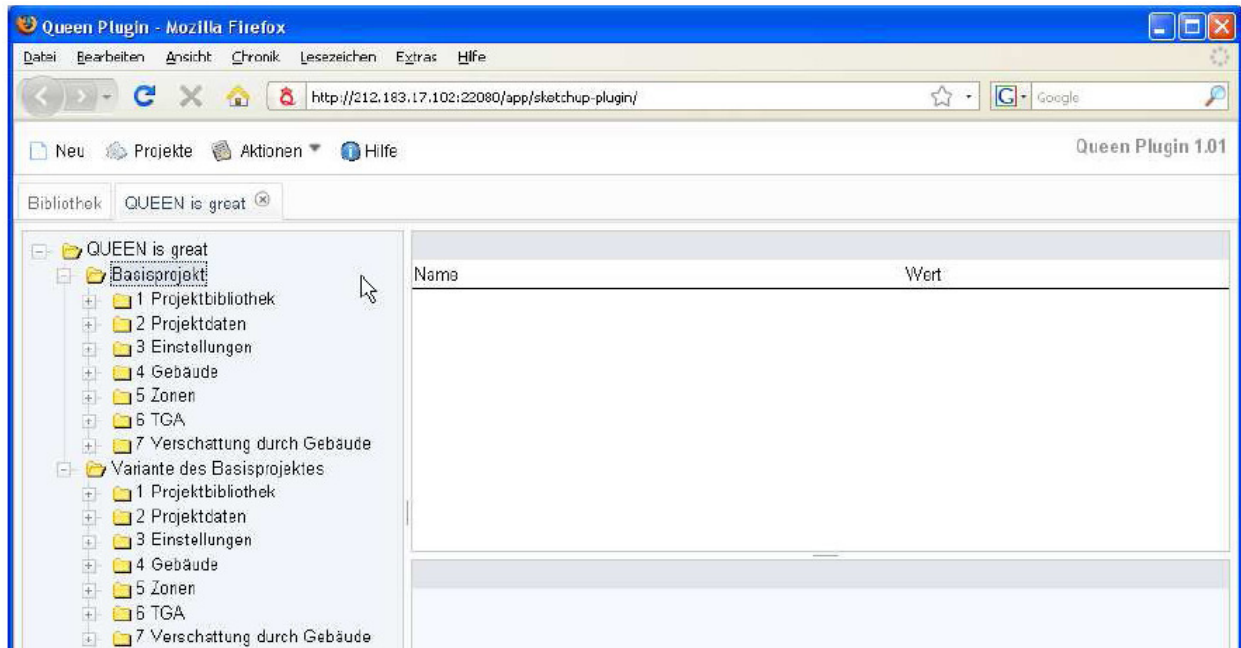 Queen Plugin - Mozilla Firefox
Datei Bearbeiten Ansicht Chronik Lesezeichen Extras Hilfe
http://212.183.17.102:22080/app/sketchup-plugin/ G Google
Neu Projekte Aktionen Hilfe Queen Plugin 1.01
Bibliothek QUEEN is great
QUEEN is great
Basisprojekt
1 Projektbibliothek
2 Projektdaten
3 Einstellungen
4 Gebäude
5 Zonen
6 TGA
7 Verschattung durch Gebäude
Variante des Basisprojektes
1 Projektbibliothek
2 Projektdaten
3 Einstellungen
4 Gebäude
5 Zonen
6 TGA
7 Verschattung durch Gebäude
Name Wert